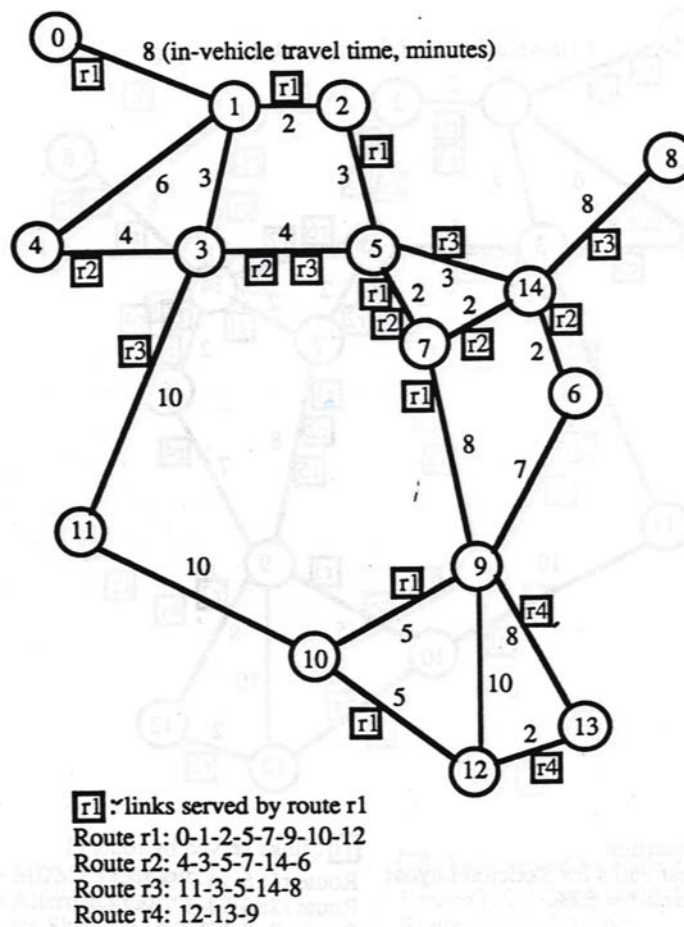 0
8 (in-vehicle travel time, minutes)
r1
r1
1
2
2
r1
8
6
3
3
8
4
4
3
4
5
r3
r3
r2
r2
r3
3
14
r1
2
2
r2
r2
r2
7
2
r3
r1
6
10
8
7
11
10
9
r1
r4
5
8
10
10
5
r1
2
13
12
r4
r1 : links served by route r1
Route r1: 0-1-2-5-7-9-10-12
Route r2: 4-3-5-7-14-6
Route r3: 11-3-5-14-8
Route r4: 12-13-9